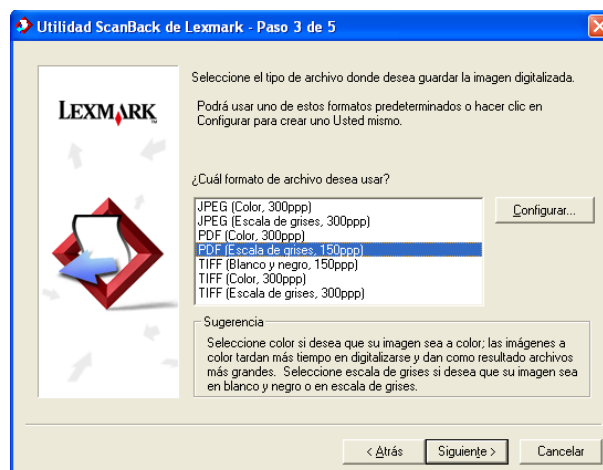 Utilidad ScanBack de Lexmark - Paso 3 de 5
LEXMARK
Seleccione el tipo de archivo donde desea guardar la imagen digitalizada.
Podrá usar uno de estos formatos predeterminados o hacer clic en
Configurar para crear uno Usted mismo.
¿Cuál formato de archivo desea usar?
JPEG (Color, 300ppp)
JPEG (Escala de grises, 300ppp)
PDF (Color, 300ppp)
PDF (Escala de grises, 150ppp)
TIFF (Blanco y negro, 150ppp)
TIFF (Color, 300ppp)
TIFF (Escala de grises, 300ppp)
Configurar...
Sugerencia
Seleccione color si desea que su imagen sea a color; las imágenes a
color tardan más tiempo en digitalizarse y dan como resultado archivos
más grandes. Seleccione escala de grises si desea que su imagen sea
en blanco y negro o en escala de grises.
< Atrás
Siguiente >
Cancelar